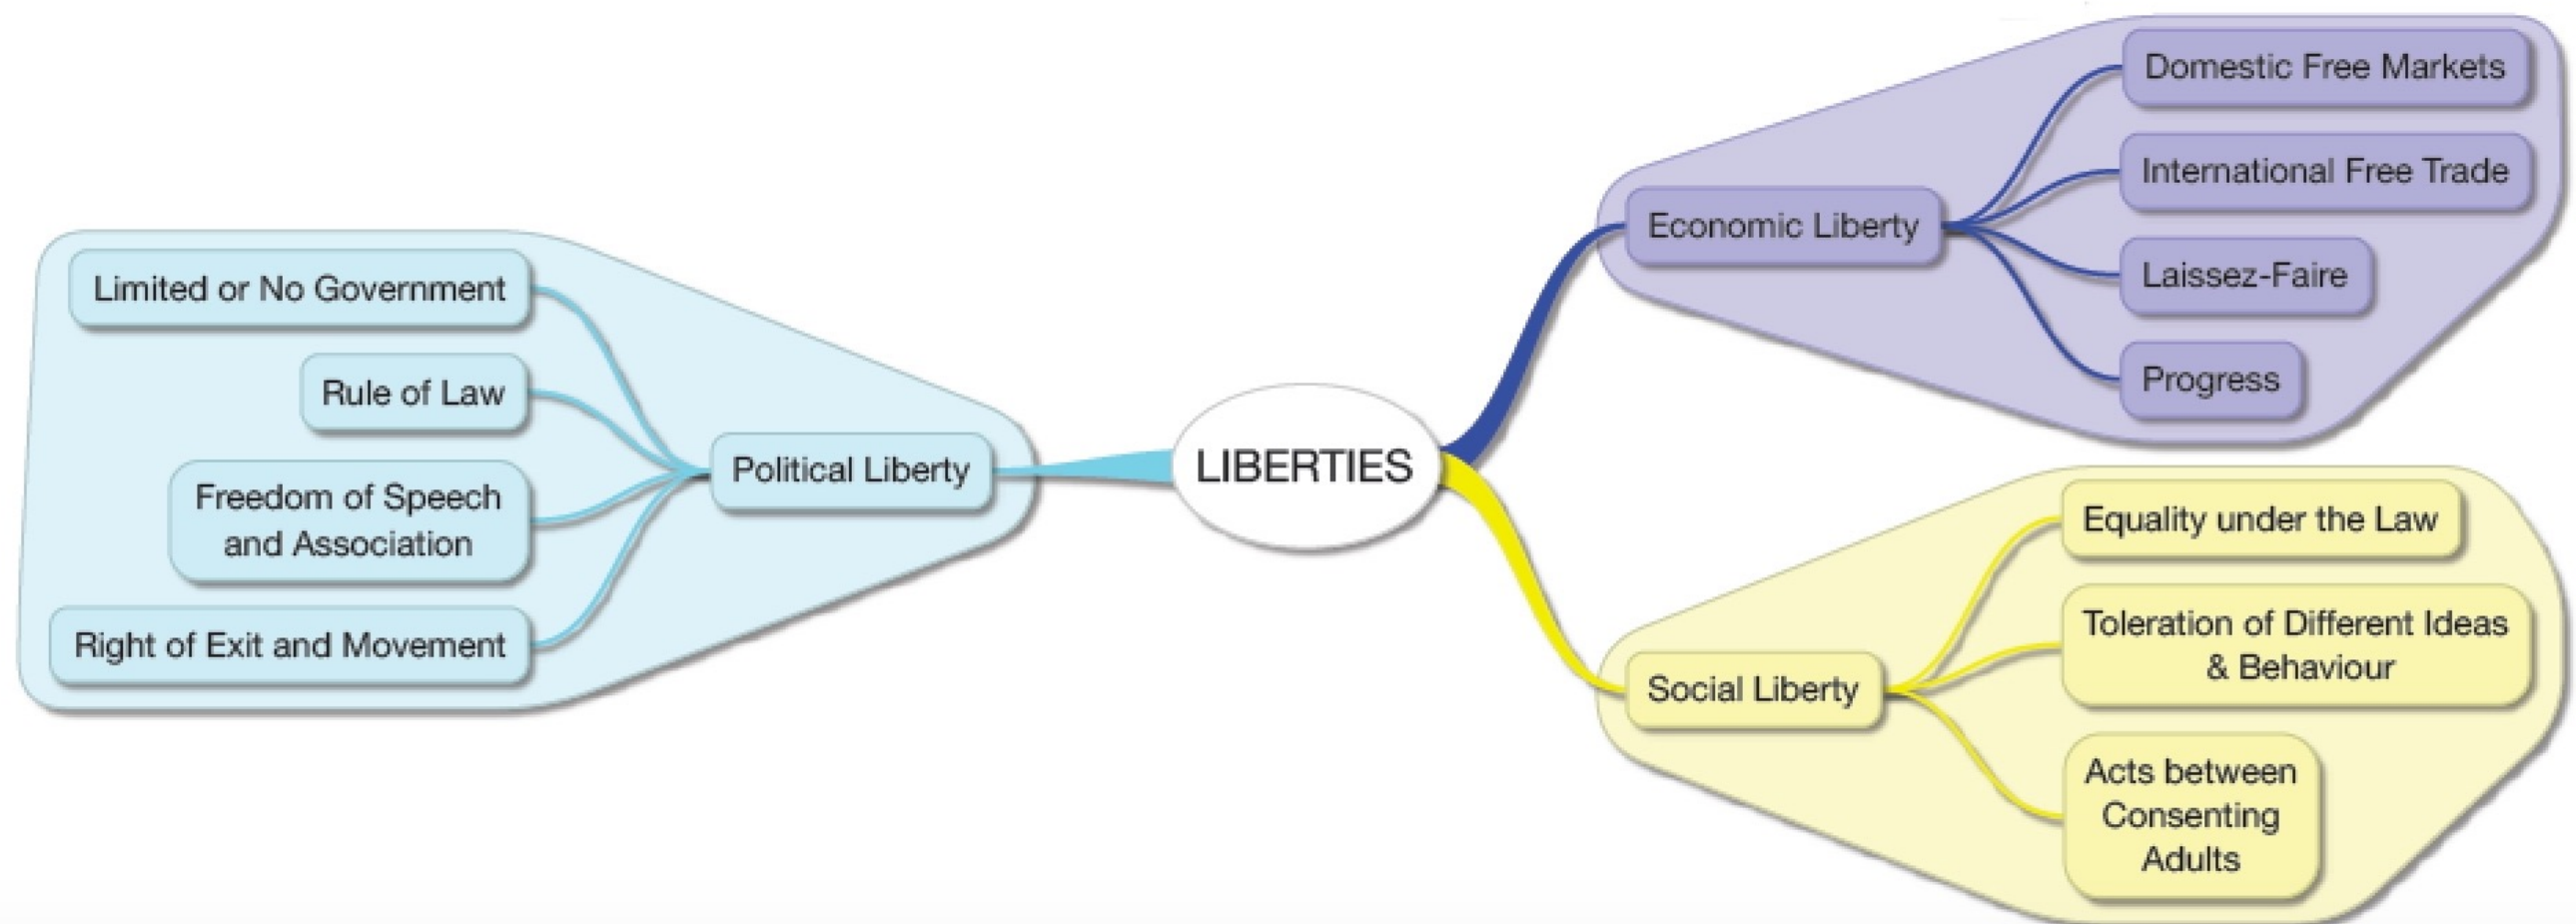 LIBERTIES
Political Liberty
Limited or No Government
Rule of Law
Freedom of Speech
and Association
Right of Exit and Movement
Economic Liberty
Domestic Free Markets
International Free Trade
Laissez-Faire
Progress
Social Liberty
Equality under the Law
Toleration of Different Ideas
& Behaviour
Acts between
Consenting
Adults